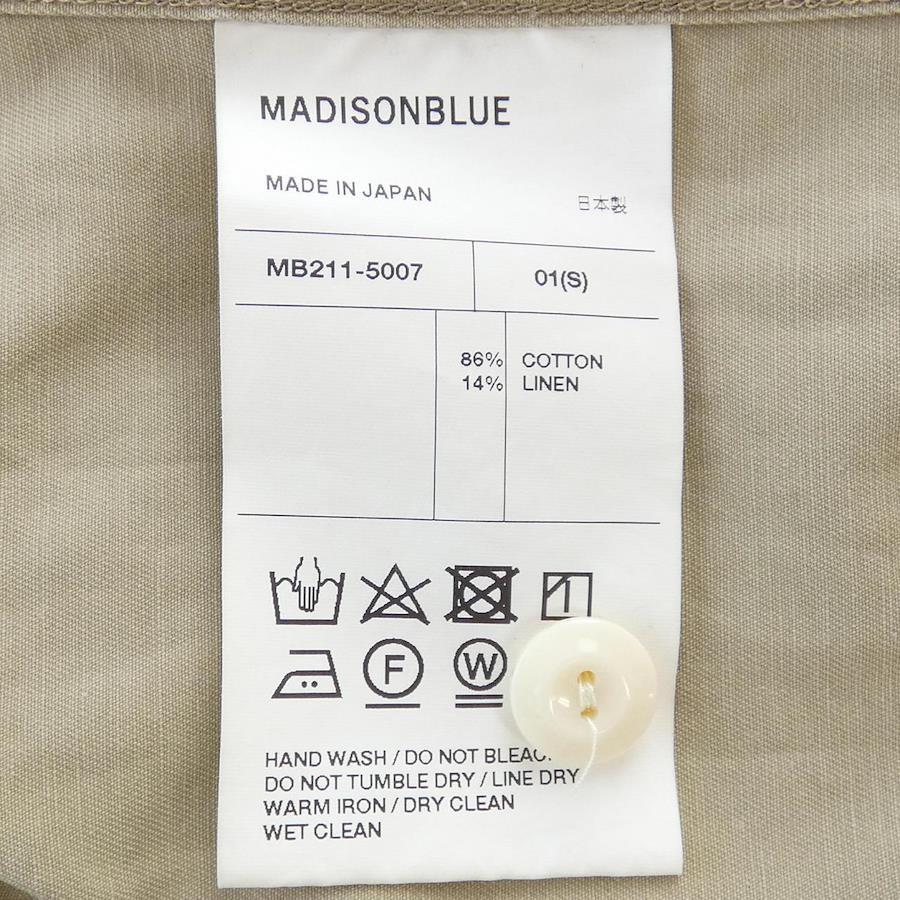 MADISONBLUE
MADE IN JAPAN
日本製
MB211-5007 01(S)
86% COTTON
14% LINEN
F W
HAND WASH / DO NOT BLEAC
DO NOT TUMBLE DRY / LINE DRY
WARM IRON / DRY CLEAN
WET CLEAN